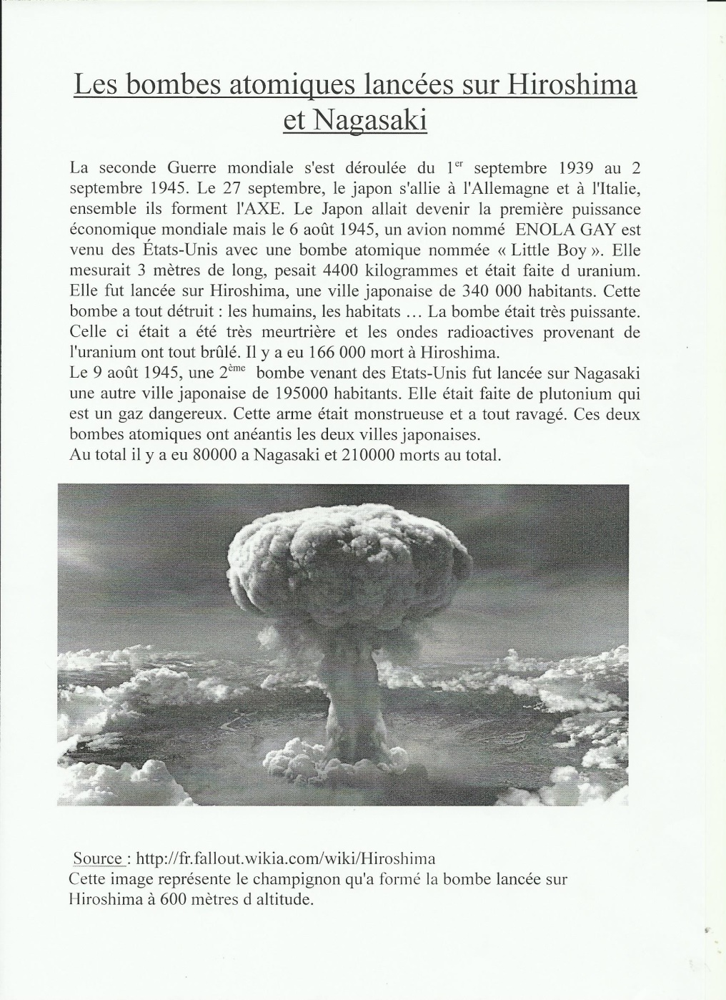 Les bombes atomiques lancées sur Hiroshima
et Nagasaki
La seconde Guerre mondiale s'est déroulée du 1er septembre 1939 au 2
septembre 1945. Le 27 septembre, le japon s'allie à l'Allemagne et à l'Italie,
ensemble ils forment l'AXE. Le Japon allait devenir la première puissance
économique mondiale mais le 6 août 1945, un avion nommé ENOLA GAY est
venu des États-Unis avec une bombe atomique nommée « Little Boy ». Elle
mesurait 3 mètres de long, pesait 4400 kilogrammes et était faite d uranium.
Elle fut lancée sur Hiroshima, une ville japonaise de 340 000 habitants. Cette
bombe a tout détruit : les humains, les habitats … La bombe était très puissante.
Celle ci était a été très meurtrière et les ondes radioactives provenant de
l'uranium ont tout brûlé. Il y a eu 166 000 mort à Hiroshima.
Le 9 août 1945, une 2ème bombe venant des Etats-Unis fut lancée sur Nagasaki
une autre ville japonaise de 195000 habitants. Elle était faite de plutonium qui
est un gaz dangereux. Cette arme était monstrueuse et a tout ravagé. Ces deux
bombes atomiques ont anéantis les deux villes japonaises.
Au total il y a eu 80000 a Nagasaki et 210000 morts au total.
Source : http://fr.fallout.wikia.com/wiki/Hiroshima
Cette image représente le champignon qu'a formé la bombe lancée sur
Hiroshima à 600 mètres d altitude.